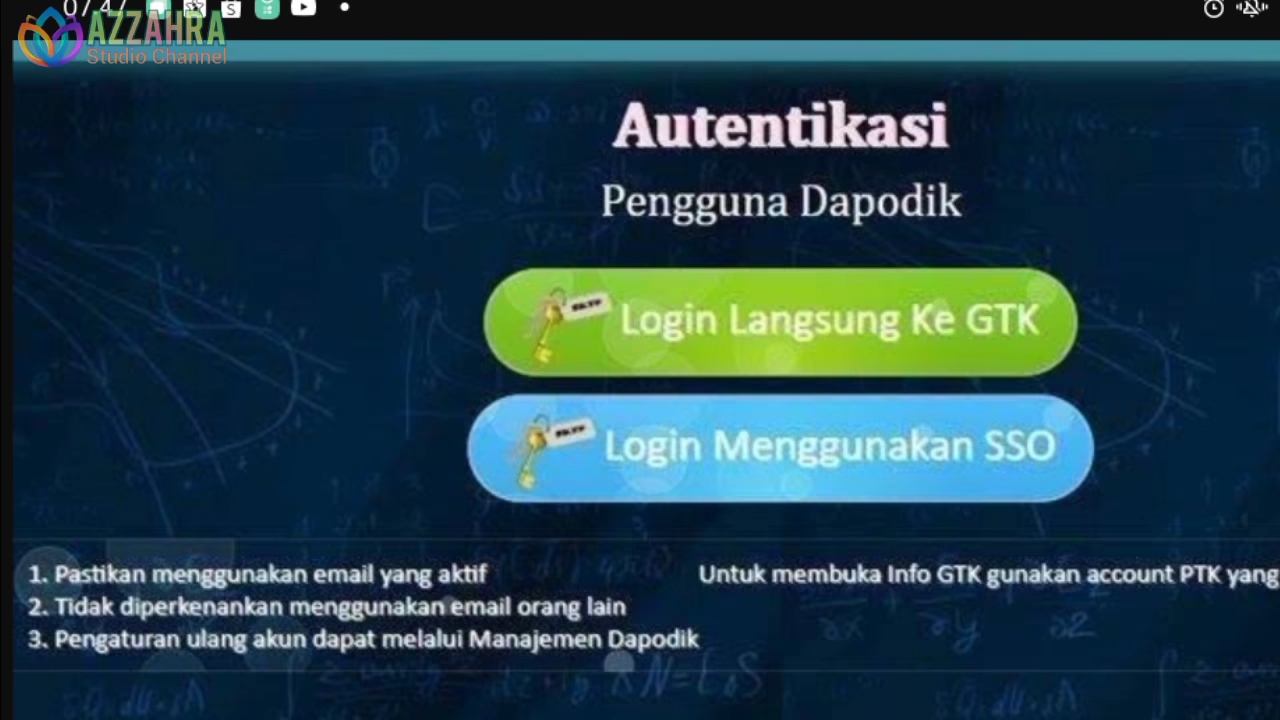 07.47
AZZAHRA
Studio Channel
Autentikasi
Pengguna Dapodik
Login Langsung Ke GTK
Login Menggunakan SSO
1. Pastikan menggunakan email yang aktif
2. Tidak diperkenankan menggunakan email orang lain
3. Pengaturan ulang akun dapat melalui Manajemen Dapodik
Untuk membuka Info GTK gunakan account PTK yang